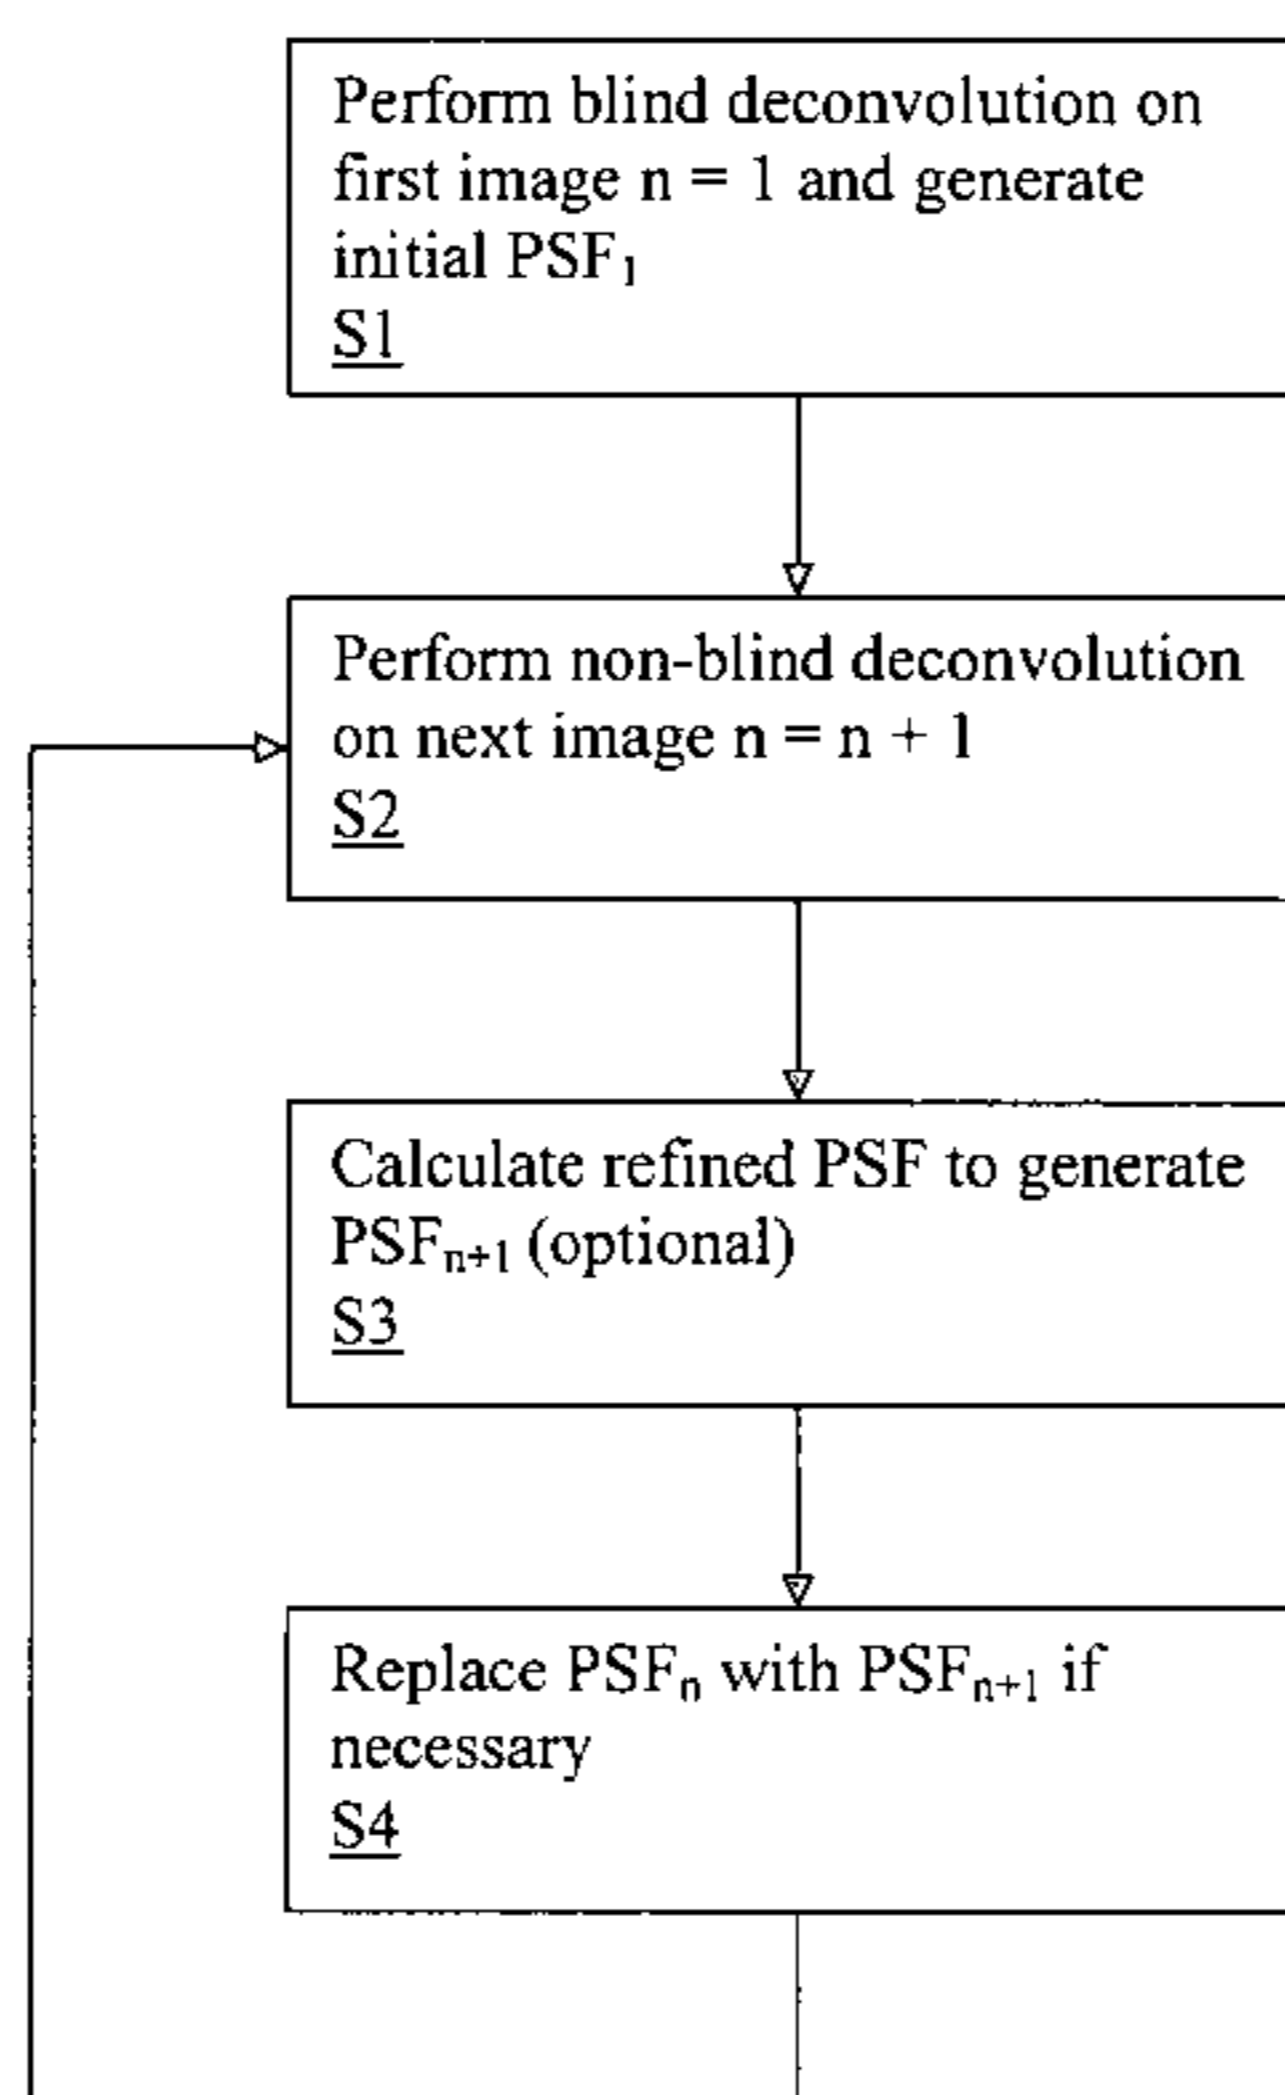 Perform blind deconvolution on
first image n = 1 and generate
initial PSF₁
S1
Perform non-blind deconvolution
on next image n = n + 1
S2
Calculate refined PSF to generate
PSFₙ₊₁ (optional)
S3
Replace PSFₙ with PSFₙ₊₁ if
necessary
S4